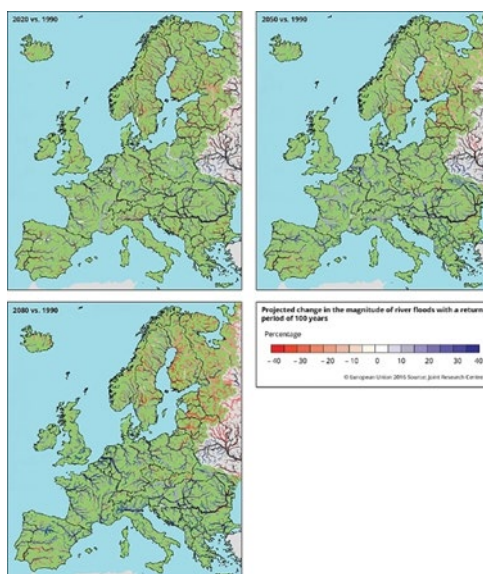 2020 vs. 1990
2050 vs. 1990
2080 vs. 1990
Projected change in the magnitude of river floods with a return
period of 100 years
Percentage
– 40 – 30 – 20 – 10 0 10 20 30 40
© European Union 2016 Source: Joint Research Centre